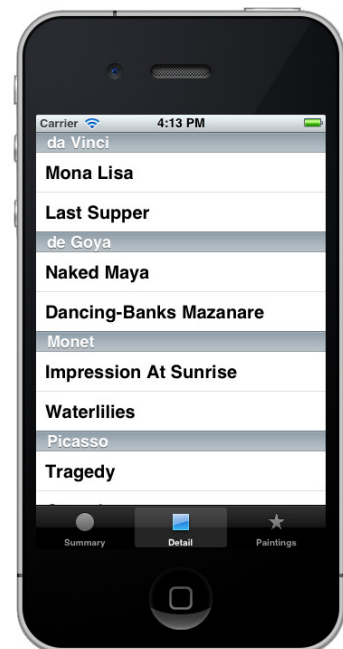 Carrier 4:13 PM
da Vinci
Mona Lisa
Last Supper
de Goya
Naked Maya
Dancing-Banks Mazanare
Monet
Impression At Sunrise
Waterlilies
Picasso
Tragedy
Summary Detail Paintings